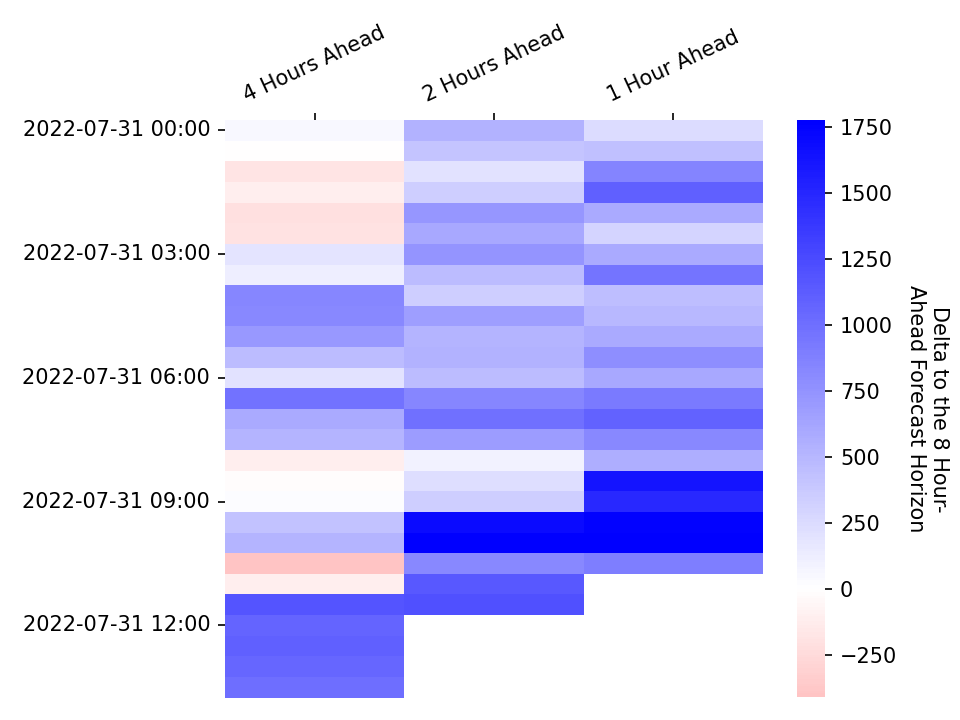 4 Hours Ahead
2 Hours Ahead
1 Hour Ahead
2022-07-31 00:00
2022-07-31 03:00
2022-07-31 06:00
2022-07-31 09:00
2022-07-31 12:00
1750
1500
1250
1000
750
500
250
0
−250
Delta to the 8 Hour-
Ahead Forecast Horizon